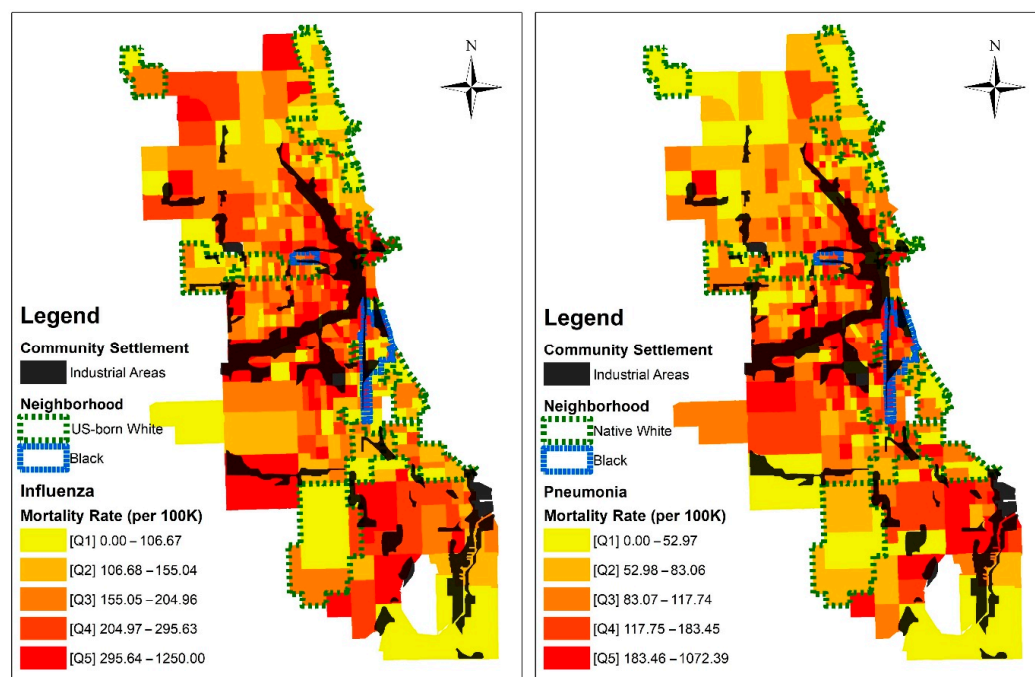 N
Legend
Community Settlement
Industrial Areas
Neighborhood
US-born White
Black
Influenza
Mortality Rate (per 100K)
[Q1] 0.00 – 106.67
[Q2] 106.68 – 155.04
[Q3] 155.05 – 204.96
[Q4] 204.97 – 295.63
[Q5] 295.64 – 1250.00
N
Legend
Community Settlement
Industrial Areas
Neighborhood
Native White
Black
Pneumonia
Mortality Rate (per 100K)
[Q1] 0.00 – 52.97
[Q2] 52.98 – 83.06
[Q3] 83.07 – 117.74
[Q4] 117.75 – 183.45
[Q5] 183.46 – 1072.39